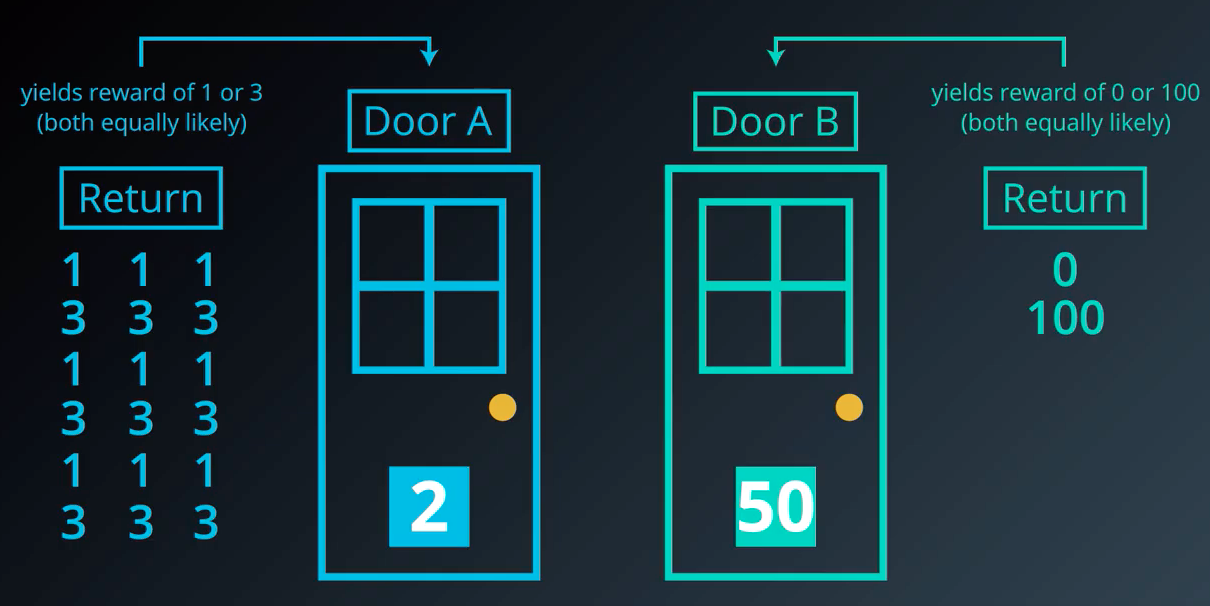 yields reward of 1 or 3
(both equally likely)
Door A
Return
1 1 1
3 3 3
1 1 1
3 3 3
1 1 1
3 3 3
2
Door B
50
yields reward of 0 or 100
(both equally likely)
Return
0
100